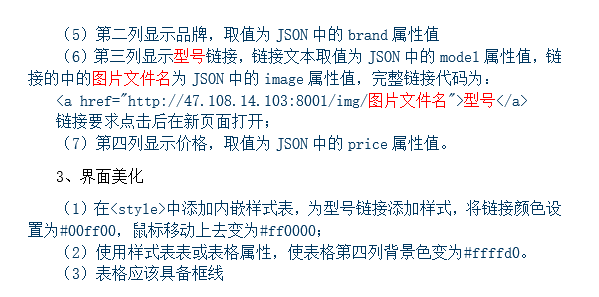 （5）第二列显示品牌，取值为 JSON 中的 brand 属性值
（6）第三列显示型号链接，链接文本取值为 JSON 中的 model 属性值，链
接的中的图片文件名为 JSON 中的 image 属性值，完整链接代码为：
<a href="http://47.108.14.103:8001/img/图片文件名">型号</a>
链接要求点击后在新页面打开；
（7）第四列显示价格，取值为 JSON 中的 price 属性值。
3、界面美化
（1）在<style>中添加内嵌样式表，为型号链接添加样式，将链接颜色设
置为#00ff00，鼠标移动上去变为#ff0000；
（2）使用样式表表或表格属性，使表格第四列背景色变为#ffffd0。
（3）表格应该具备框线